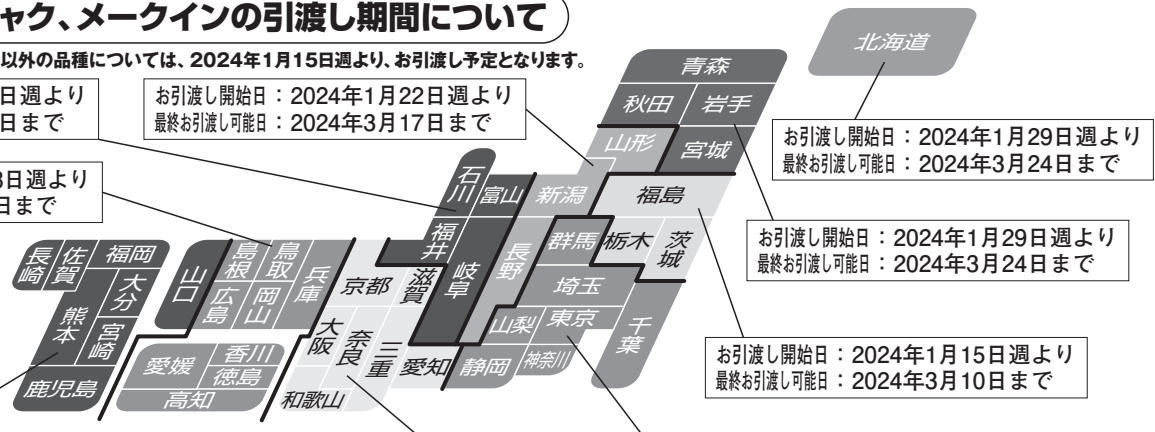 ャク、メークインの引渡し期間について
以外の品種については、2024年1月15日週より、お引渡し予定となります。
日週より
日まで
お引渡し開始日：2024年1月22日週より
最終お引渡し可能日：2024年3月17日まで
日週より
日まで
北海道
お引渡し開始日：2024年1月29日週より
最終お引渡し可能日：2024年3月24日まで
青森
秋田
岩手
山形
宮城
お引渡し開始日：2024年1月29日週より
最終お引渡し可能日：2024年3月24日まで
石川
富山
新潟
福島
福井
岐阜
長野
群馬
栃木
茨城
埼玉
山梨
東京
千葉
静岡
神奈川
お引渡し開始日：2024年1月15日週より
最終お引渡し可能日：2024年3月10日まで
長崎
佐賀
福岡
大分
熊本
宮崎
鹿児島
山口
島根
鳥取
広島
岡山
兵庫
京都
滋賀
大阪
奈良
三重
愛知
和歌山
愛媛
香川
徳島
高知